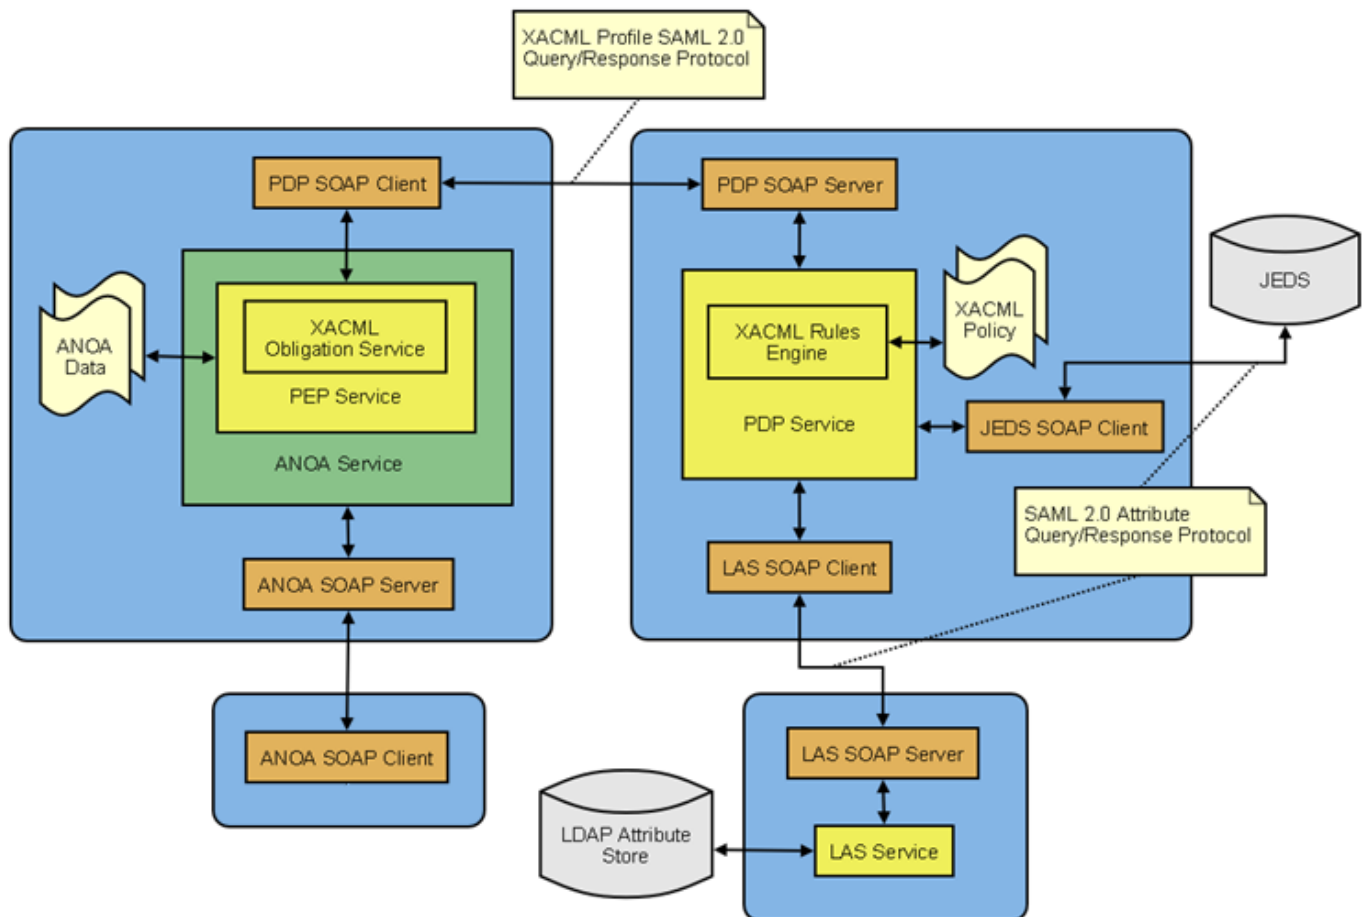 XACML Profile SAML 2.0
Query/Response Protocol
PDP SOAP Client
PDP SOAP Server
ANOA
Data
XACML
Obligation Service
PEP Service
ANOA Service
XACML Rules
Engine
PDP Service
XACML
Policy
JEDS
JEDS SOAP Client
SAML 2.0 Attribute
Query/Response Protocol
ANOA SOAP Server
LAS SOAP Client
ANOA SOAP Client
LAS SOAP Server
LDAP Attribute
Store
LAS Service